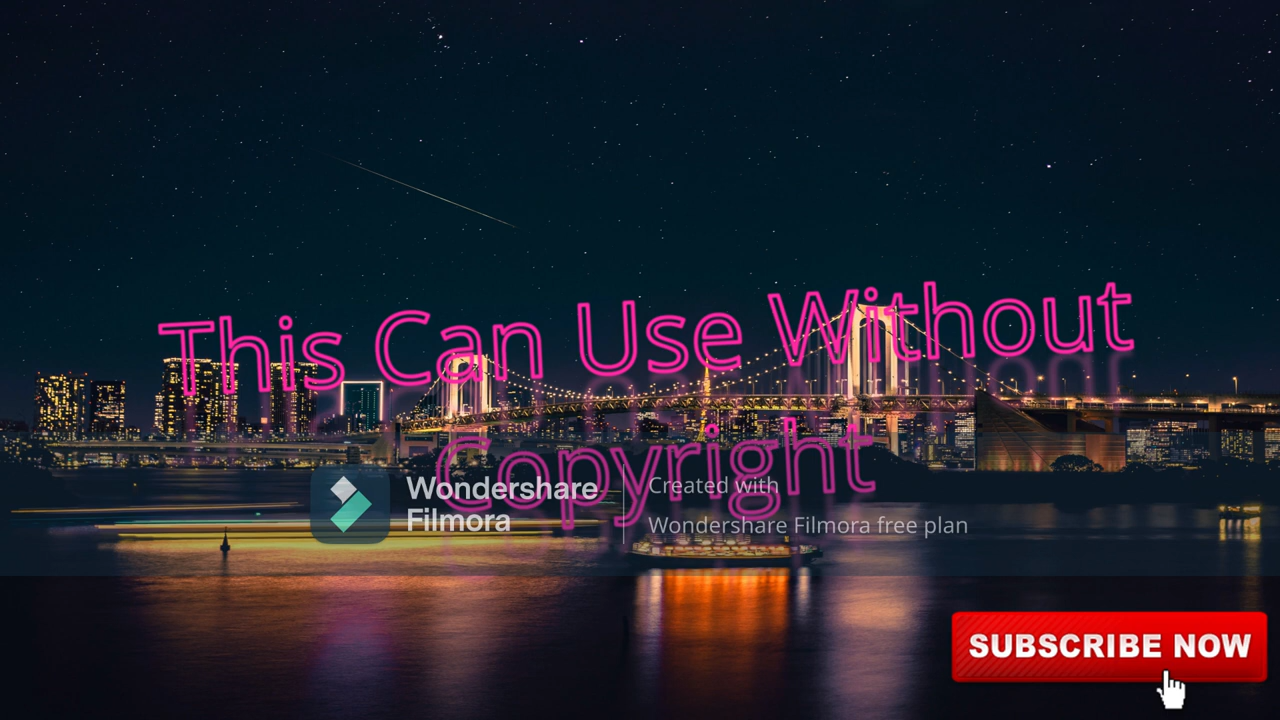 This Can Use Without
Copyright
Wondershare
Filmora
Created with
Wondershare Filmora free plan
SUBSCRIBE NOW